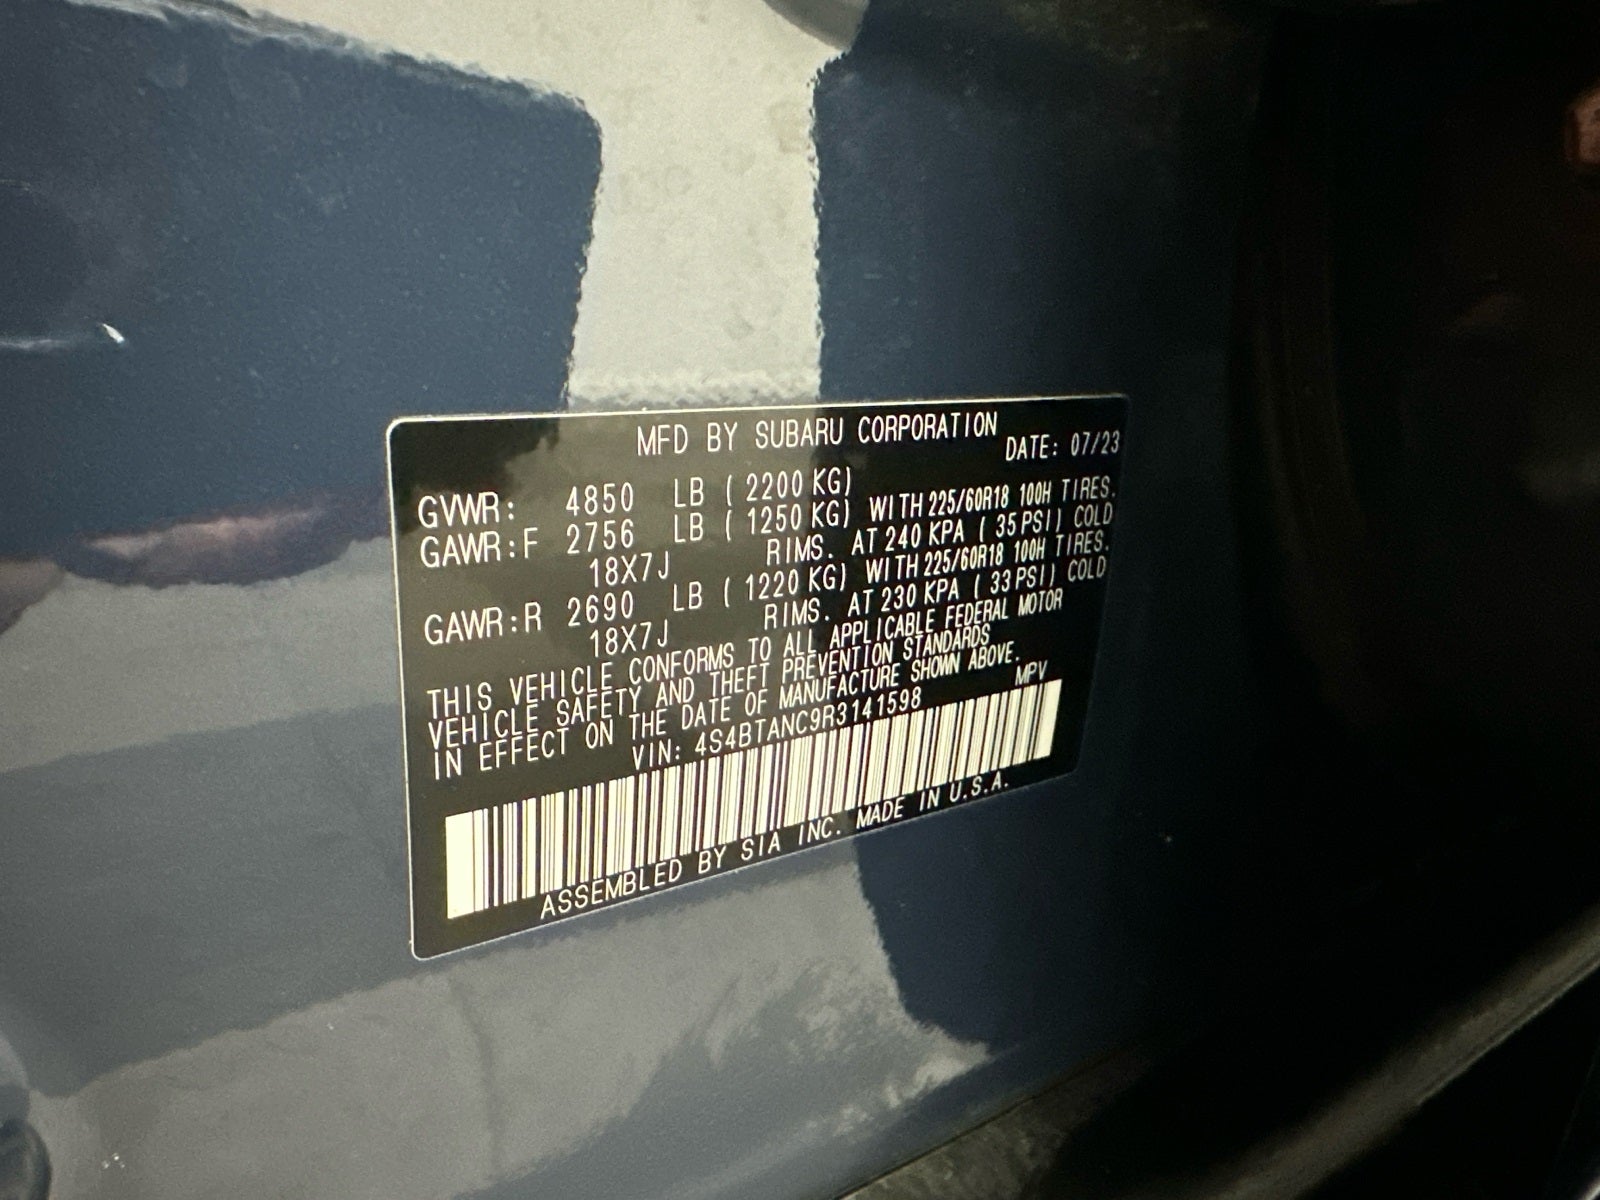 MFD BY SUBARU CORPORATION
DATE: 07/23
GVWR: 4850 LB ( 2200 KG)
GAWR:F 2756 LB ( 1250 KG) WITH 225/60R18 100H TIRES.
18X7J RIMS. AT 240 KPA ( 35 PSI) COLD
GAWR:R 2690 LB ( 1220 KG) WITH 225/60R18 100H TIRES.
18X7J RIMS. AT 230 KPA ( 33 PSI) COLD
THIS VEHICLE CONFORMS TO ALL APPLICABLE FEDERAL MOTOR
VEHICLE SAFETY AND THEFT PREVENTION STANDARDS
IN EFFECT ON THE DATE OF MANUFACTURE SHOWN ABOVE.
VIN: 4S4BTANC9R3141598 MPV
ASSEMBLED BY SIA INC. MADE IN U.S.A.